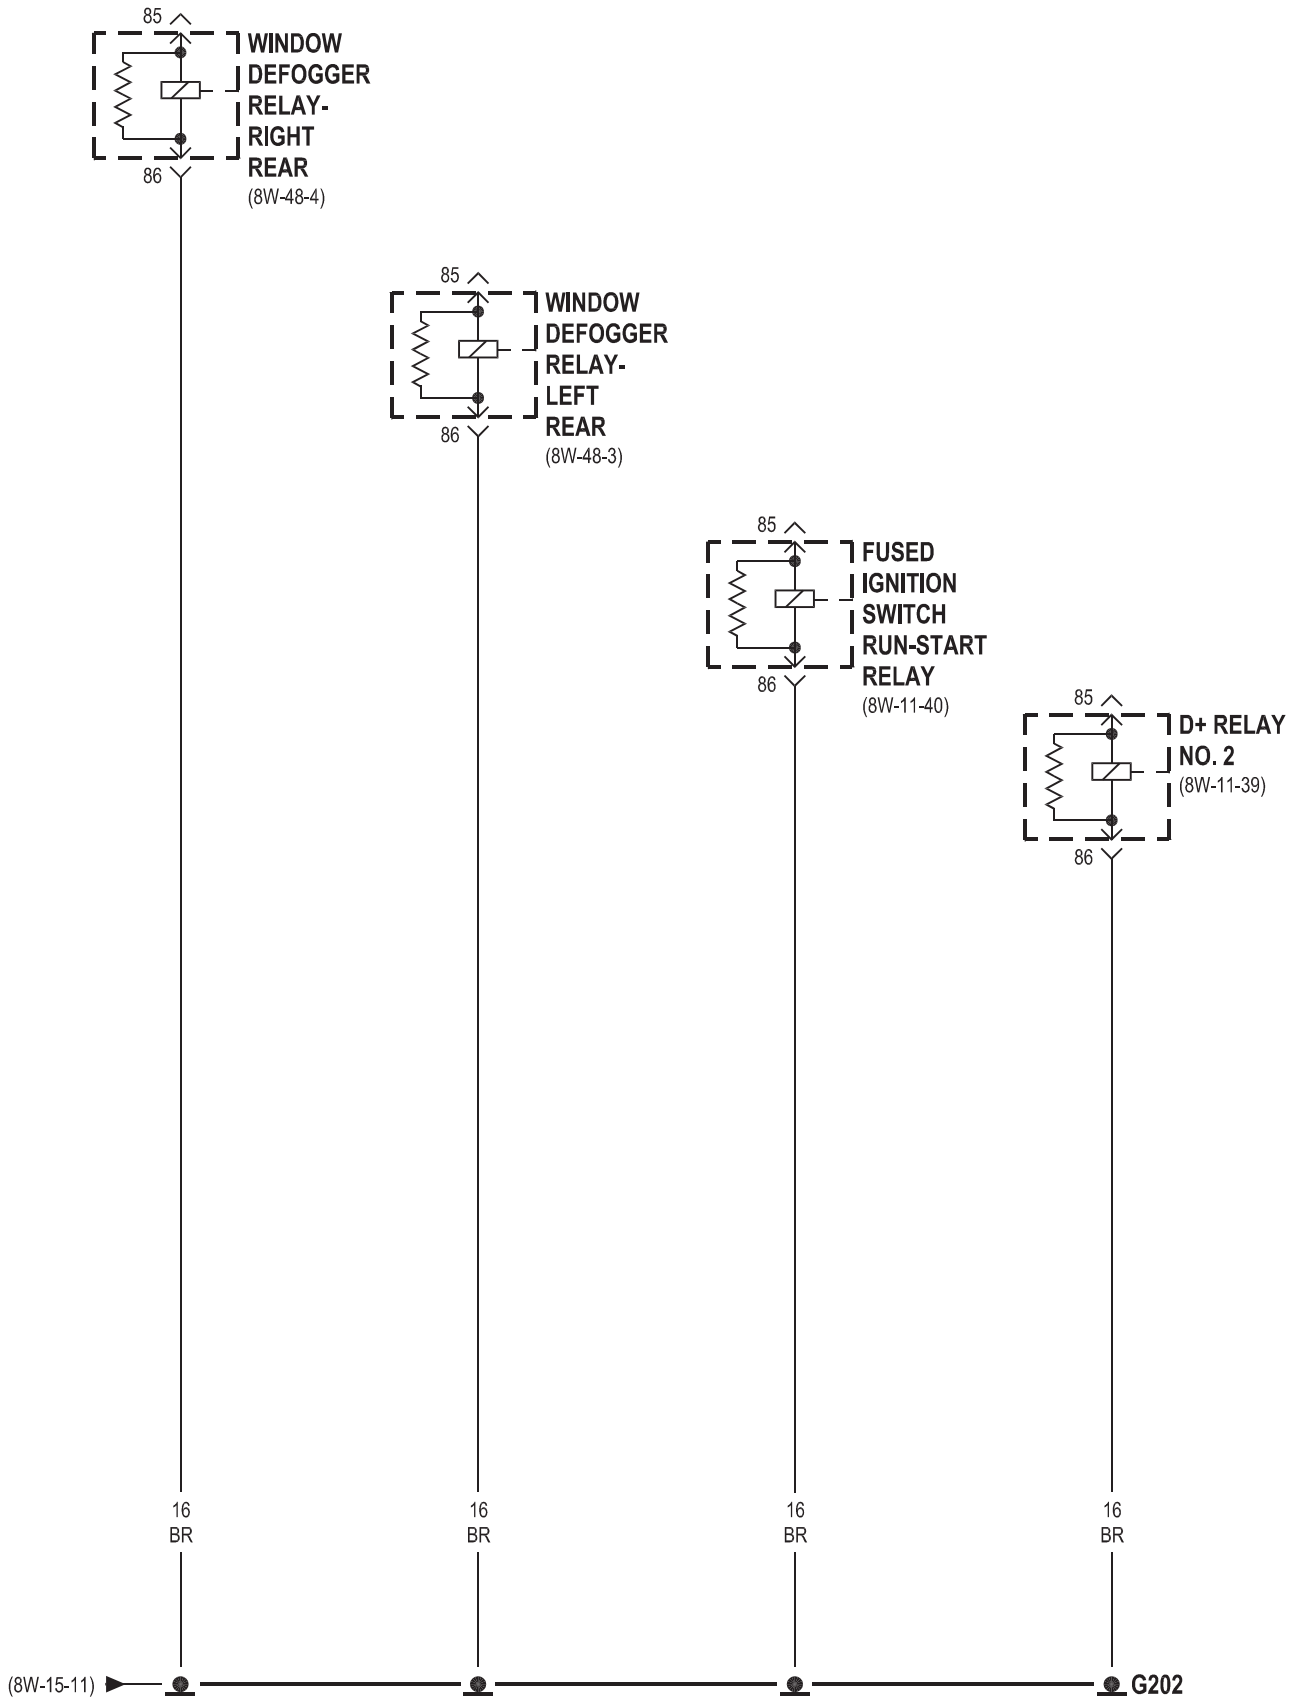 85
WINDOW
DEFOGGER
RELAY-
RIGHT
REAR
(8W-48-4)
86
85
WINDOW
DEFOGGER
RELAY-
LEFT
REAR
(8W-48-3)
86
85
FUSED
IGNITION
SWITCH
RUN-START
RELAY
(8W-11-40)
86
85
D+ RELAY
NO. 2
(8W-11-39)
86
16
BR
16
BR
16
BR
16
BR
(8W-15-11)
G202